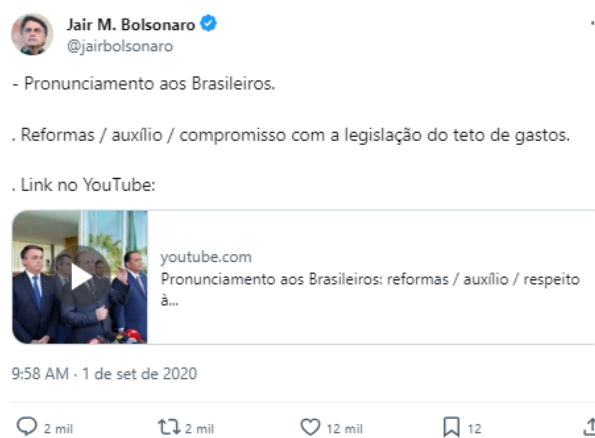 Jair M. Bolsonaro
@jairbolsonaro
- Pronunciamento aos Brasileiros.
. Reformas / auxílio / compromisso com a legislação do teto de gastos.
. Link no YouTube:
youtube.com
Pronunciamento aos Brasileiros: reformas / auxílio / respeito
à...
9:58 AM · 1 de set de 2020
2 mil 2 mil 12 mil 12